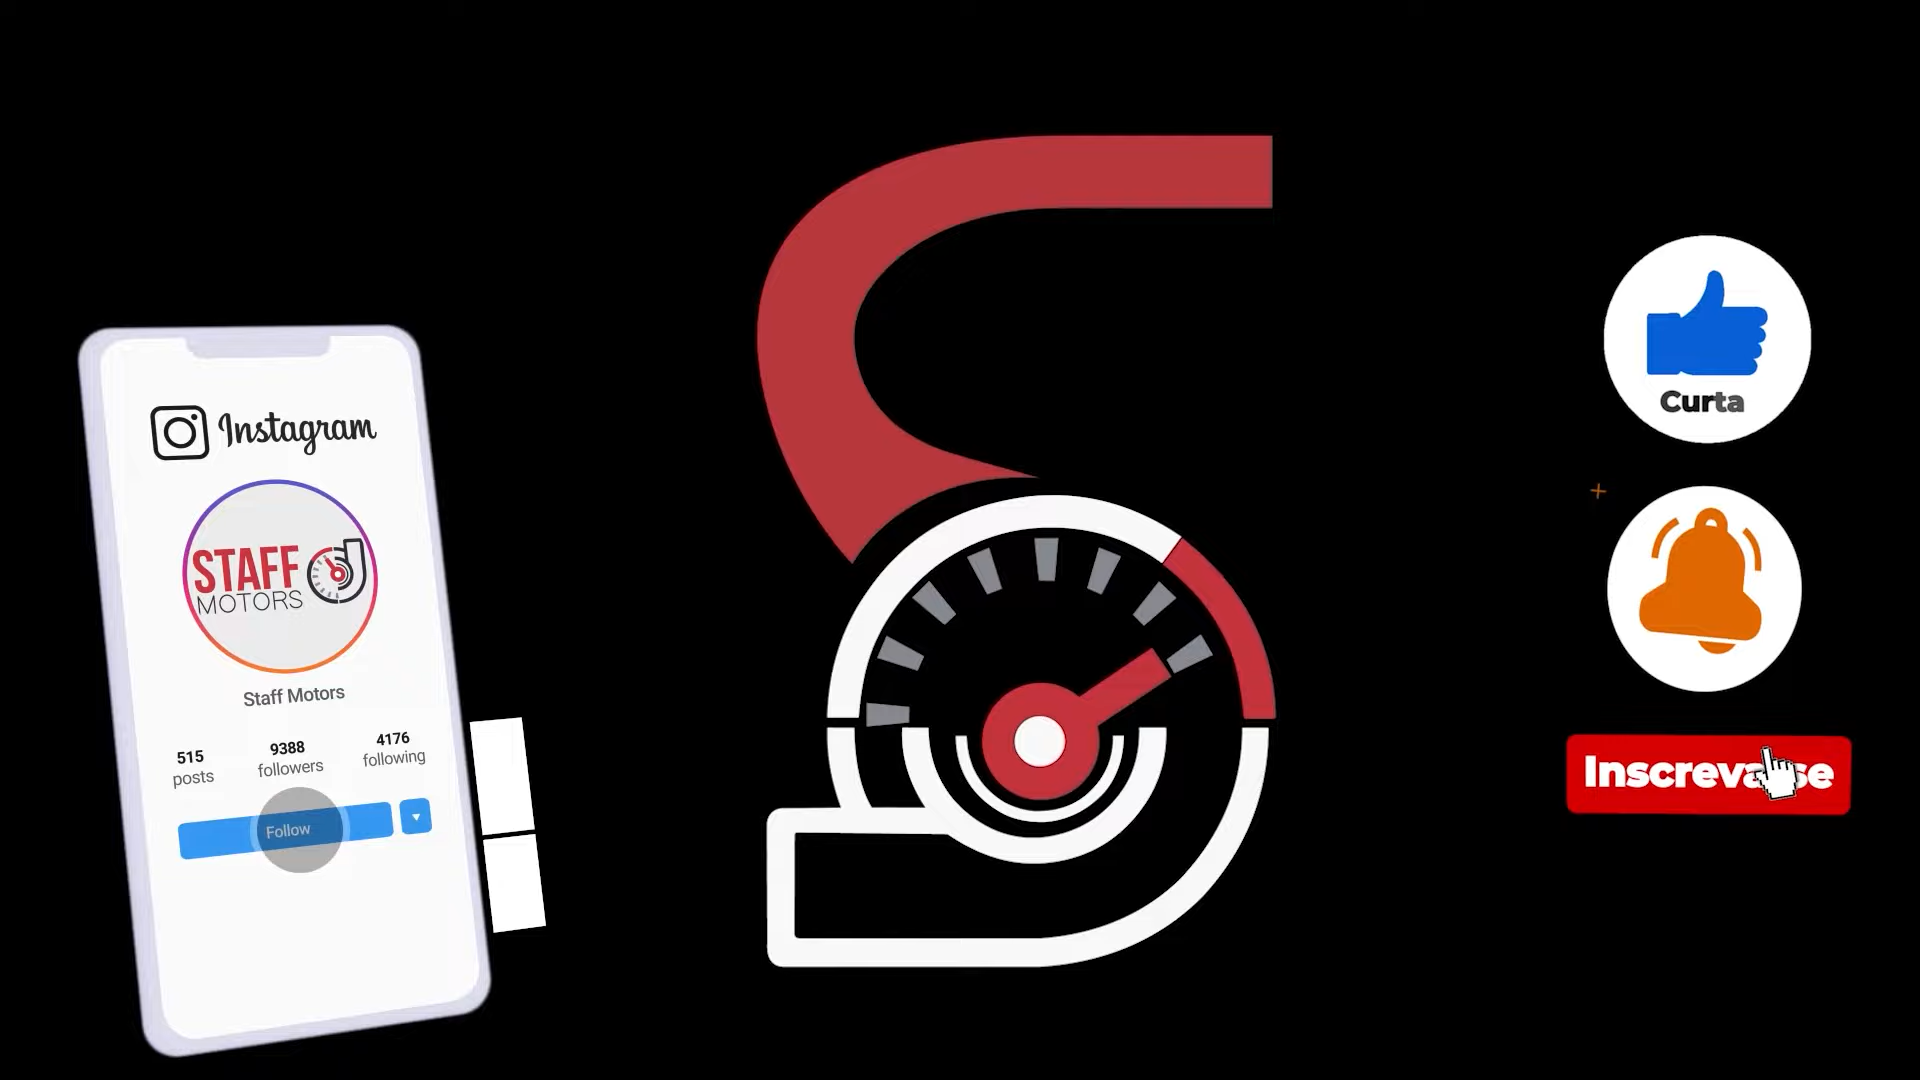 Instagram
STAFF
MOTORS
Staff Motors
515
posts
9388
followers
4176
following
Follow
Curta
Inscreva-se